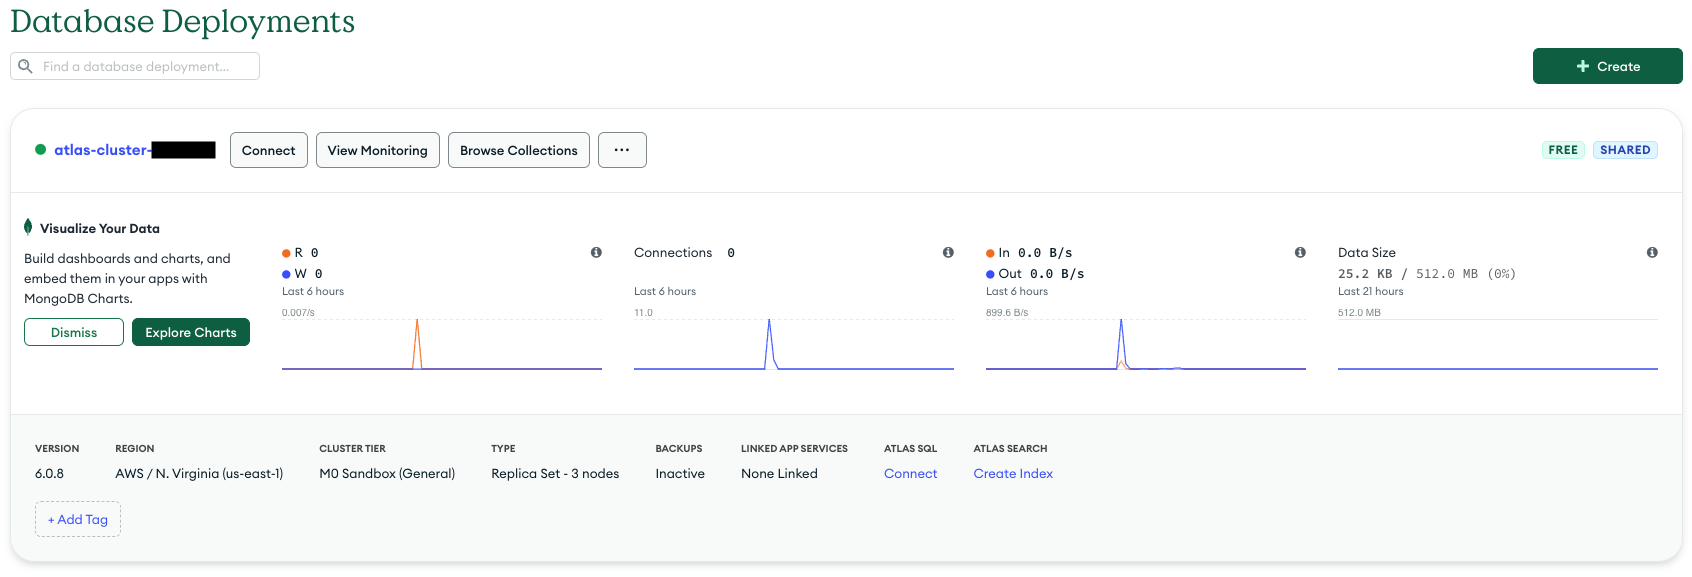 Database Deployments
Find a database deployment...
+ Create
atlas-cluster-
Connect
View Monitoring
Browse Collections
...
FREE
SHARED
Visualize Your Data
Build dashboards and charts, and
embed them in your apps with
MongoDB Charts.
Dismiss
Explore Charts
R 0
W 0
Last 6 hours
0.007/s
Connections 0
Last 6 hours
11.0
In 0.0 B/s
Out 0.0 B/s
Last 6 hours
899.6 B/s
Data Size
25.2 KB / 512.0 MB (0%)
Last 21 hours
512.0 MB
VERSION
6.0.8
REGION
AWS / N. Virginia (us-east-1)
CLUSTER TIER
M0 Sandbox (General)
TYPE
Replica Set - 3 nodes
BACKUPS
Inactive
LINKED APP SERVICES
None Linked
ATLAS SQL
Connect
ATLAS SEARCH
Create Index
+ Add Tag